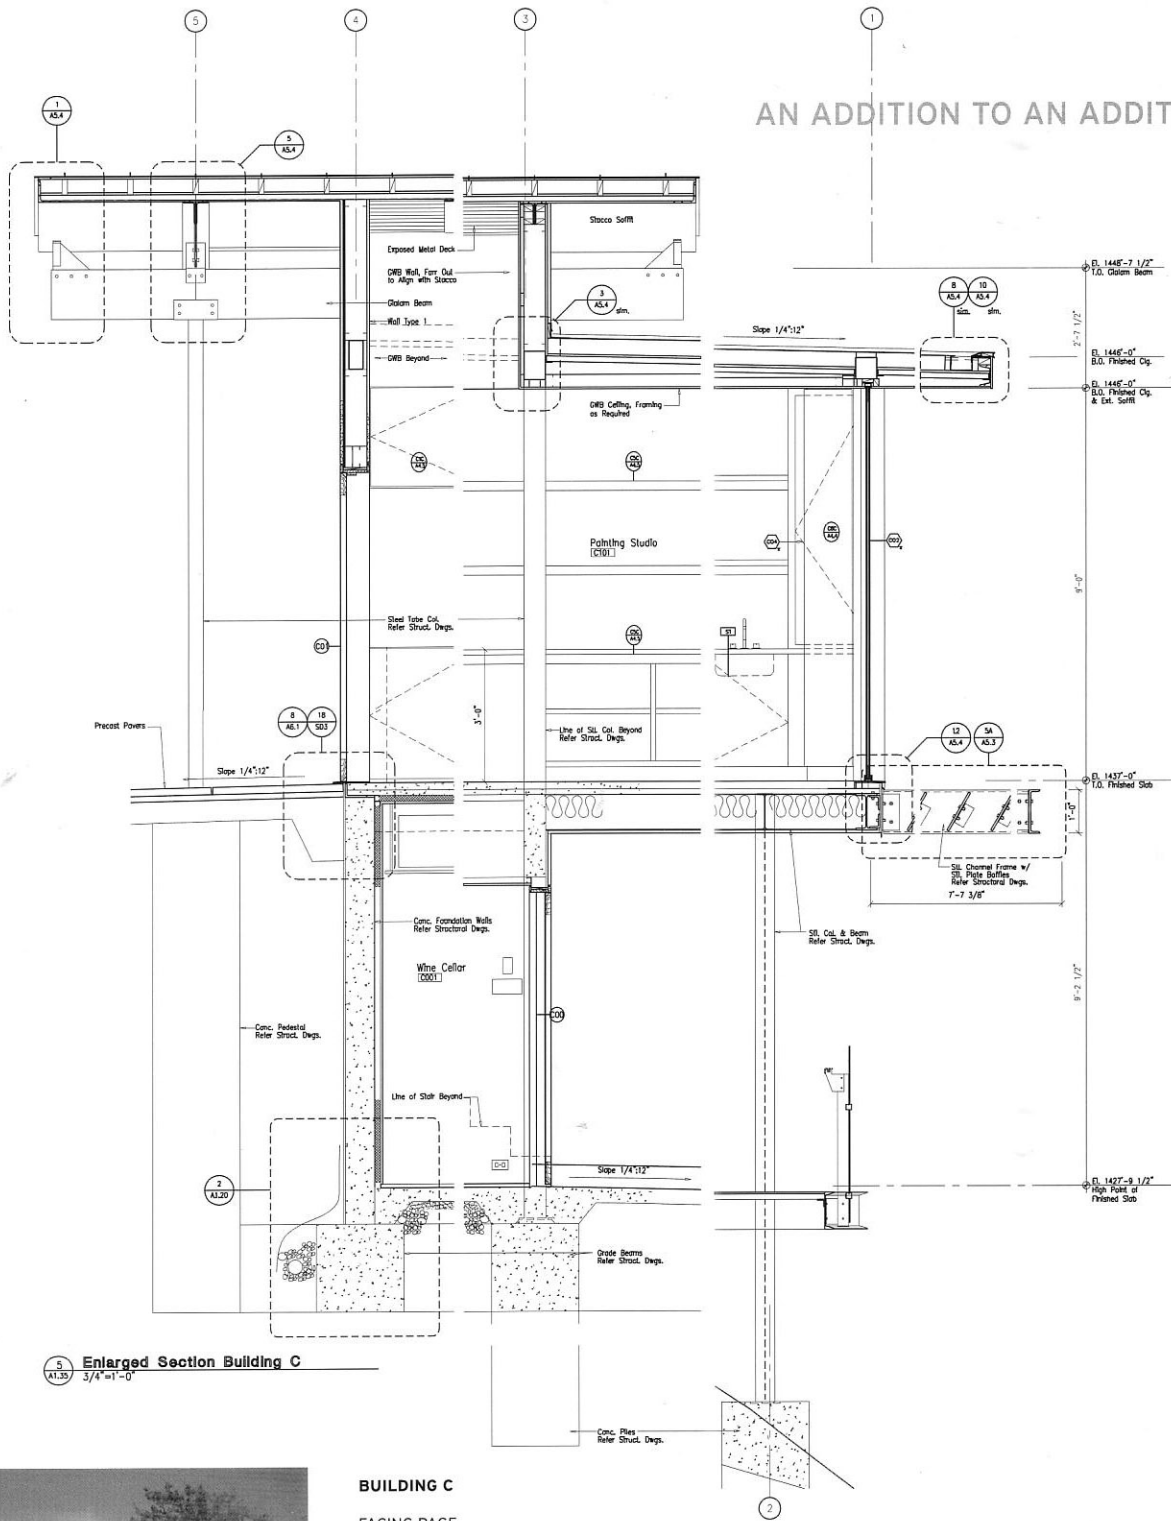 5
4
3
1
AN ADDITION TO AN ADDIT
1
A5.4
5
A5.4
Stucco Soffit
Exposed Metal Deck
GWB Wall, Furr Out
to Align with Stucco
Glulam Beam
Wall Type 1
GWB Beyond
3
A5.4
sim.
Slope 1/4":12"
8
A5.4
sim.
10
A5.4
sim.
EL. 1448'-7 1/2"
T.O. Glulam Beam
2'-7 1/2"
EL. 1446'-0"
B.O. Finished Clg.
EL. 1446'-0"
B.O. Finished Clg.
& Ext. Soffit
GWB Ceiling, Framing
as Required
Painting Studio
C101
9'-0"
Steel Tube Col.
Refer Struct. Dwgs.
C01
S1
3'-0"
Line of Stl. Col. Beyond
Refer Struct. Dwgs.
Precast Pavers
8
A6.1
1B
S03
Slope 1/4":12"
12
A5.4
5A
A5.3
EL. 1437'-0"
T.O. Finished Slab
1'-0"
Stl. Channel Frame w/
Stl. Plate Baffles
Refer Structural Dwgs.
7'-7 3/8"
Conc. Foundation Walls
Refer Structural Dwgs.
Stl. Col. & Beam
Refer Struct. Dwgs.
Wine Cellar
C001
9'-2 1/2"
C00
Conc. Pedestal
Refer Struct. Dwgs.
Line of Stair Beyond
Slope 1/4":12"
2
A3.20
EL. 1427'-9 1/2"
High Point of
Finished Slab
Grade Beams
Refer Struct. Dwgs.
5
A1.35
Enlarged Section Building C
3/4"=1'-0"
Conc. Piles
Refer Struct. Dwgs.
2
BUILDING C
FACING PAGE